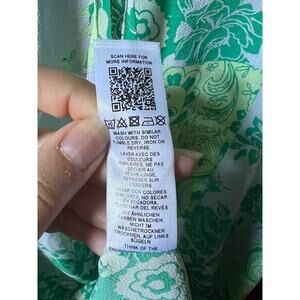 SCAN HERE FOR
MORE INFORMATION
WASH WITH SIMILAR
COLOURS, DO NOT
TUMBLE DRY, IRON ON
REVERSE.
LAVER AVEC DES
COULEURS
SIMILAIRES, NE PAS
SÉCHER AU
SÈCHE-LINGE,
REPASSER SUR
L'ENVERS
LAVAR CON COLORES
SIMILARES, NO SECAR
EN SECADORA,
PLANCHAR DEL REVÉS
MIT ÄHNLICHEN
FARBEN WASCHEN,
NICHT IM
WÄSCHETROCKNER
TROCKNEN, AUF LINKS
BÜGELN
THINK OF THE